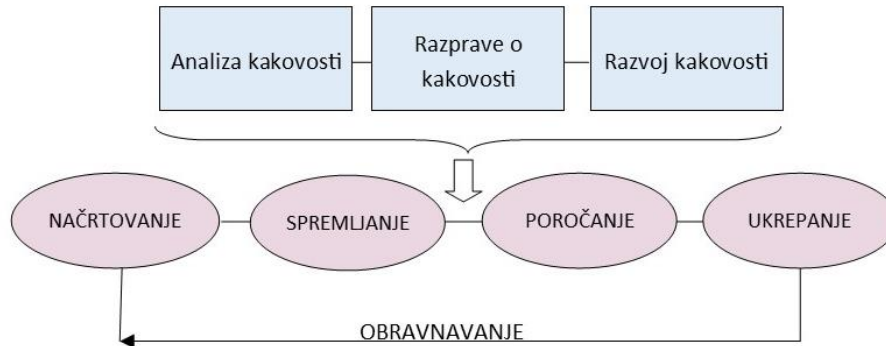 Analiza kakovosti
Razprave o
kakovosti
Razvoj kakovosti
NAČRTOVANJE
SPREMLJANJE
POROČANJE
UKREPANJE
OBRAVNAVANJE